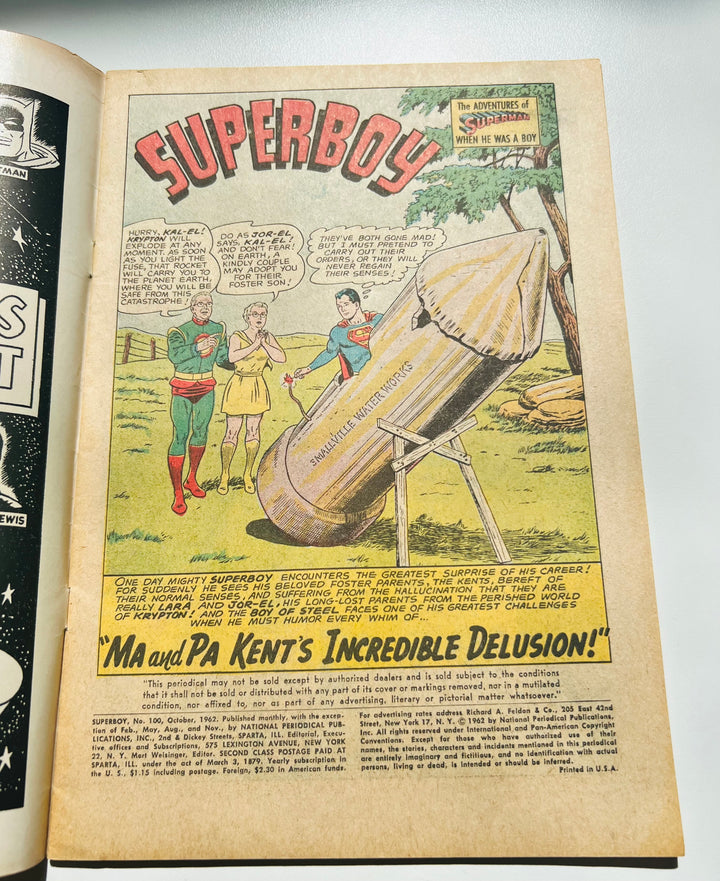 TMAN
S
T
EWIS
SUPERBOY
The ADVENTURES of
SUPERMAN
WHEN HE WAS A BOY
HURRY, KAL-EL!
KRYPTON WILL
EXPLODE AT ANY
MOMENT. AS SOON
AS YOU LIGHT THE
FUSE, THAT ROCKET
WILL CARRY YOU TO
THE PLANET EARTH,
WHERE YOU WILL BE
SAFE FROM THIS
CATASTROPHE!
DO AS JOR-EL
SAYS, KAL-EL!
AND DON'T FEAR!
ON EARTH, A
KINDLY COUPLE
MAY ADOPT YOU
FOR THEIR
FOSTER SON!
THEY'VE BOTH GONE MAD!
BUT I MUST PRETEND TO
CARRY OUT THEIR
ORDERS, OR THEY WILL
NEVER REGAIN
THEIR SENSES!
SMALLVILLE WATER WORKS
ONE DAY MIGHTY SUPERBOY ENCOUNTERS THE GREATEST SURPRISE OF HIS CAREER!
FOR SUDDENLY HE SEES HIS BELOVED FOSTER PARENTS, THE KENTS, BEREFT OF
THEIR NORMAL SENSES, AND SUFFERING FROM THE HALLUCINATION THAT THEY ARE
REALLY LARA AND JOR-EL, HIS LONG-LOST PARENTS FROM THE PERISHED WORLD
OF KRYPTON! AND THE BOY OF STEEL FACES ONE OF HIS GREATEST CHALLENGES
WHEN HE MUST HUMOR EVERY WHIM OF...
"MA and PA KENT'S INCREDIBLE DELUSION!"
"This periodical may not be sold except by authorized dealers and is sold subject to the conditions
that it shall not be sold or distributed with any part of its cover or markings removed, nor in a mutilated
condition, nor affixed to, nor as part of any advertising, literary or pictorial matter whatsoever."
SUPERBOY, No. 100, October, 1962. Published monthly, with the excep-
tion of Feb., May, Aug., and Nov., by NATIONAL PERIODICAL PUB-
LICATIONS, INC., 2nd & Dickey Streets, SPARTA, ILL. Editorial, Execu-
tive offices and Subscriptions, 575 LEXINGTON AVENUE, NEW YORK
22, N. Y. Mort Weisinger, Editor. SECOND CLASS POSTAGE PAID AT
SPARTA, ILL. under the act of March 3, 1879. Yearly subscription in
the U. S., $1.15 including postage. Foreign, $2.30 in American funds.
For advertising rates address Richard A. Feldon & Co., 205 East 42nd
Street, New York 17, N. Y. © 1962 by National Periodical Publications,
Inc. All rights reserved under International and Pan-American Copyright
Conventions. Except for those who have authorized use of their
names, the stories, characters and incidents mentioned in this periodical
are entirely imaginary and fictitious, and no identification with actual
persons, living or dead, is intended or should be inferred.
Printed in U.S.A.